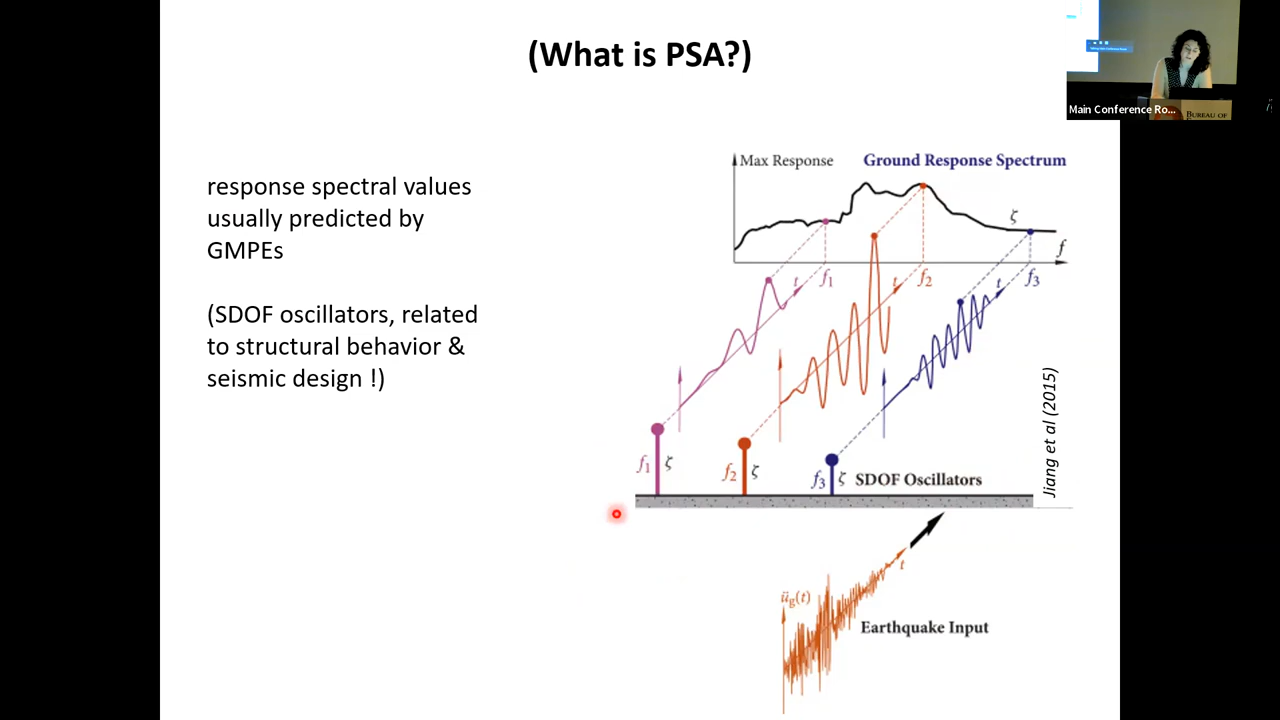 (What is PSA?)
Main Conference Ro...
BUREAU OF
response spectral values
usually predicted by
GMPEs
(SDOF oscillators, related
to structural behavior &
seismic design !)
Max Response
Ground Response Spectrum
ζ
f
t
f1
t
f2
t
f3
f1 ζ
f2 ζ
f3 ζ
SDOF Oscillators
Jiang et al (2015)
t
üg(t)
Earthquake Input